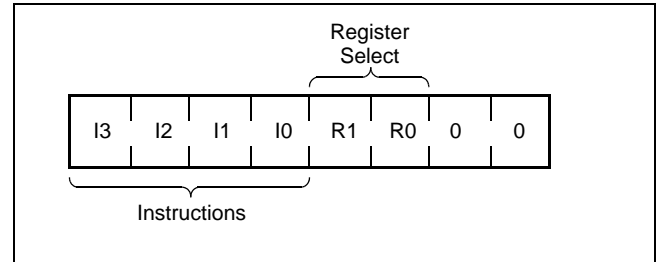 Register
Select
I3 I2 I1 I0 R1 R0 0 0
Instructions